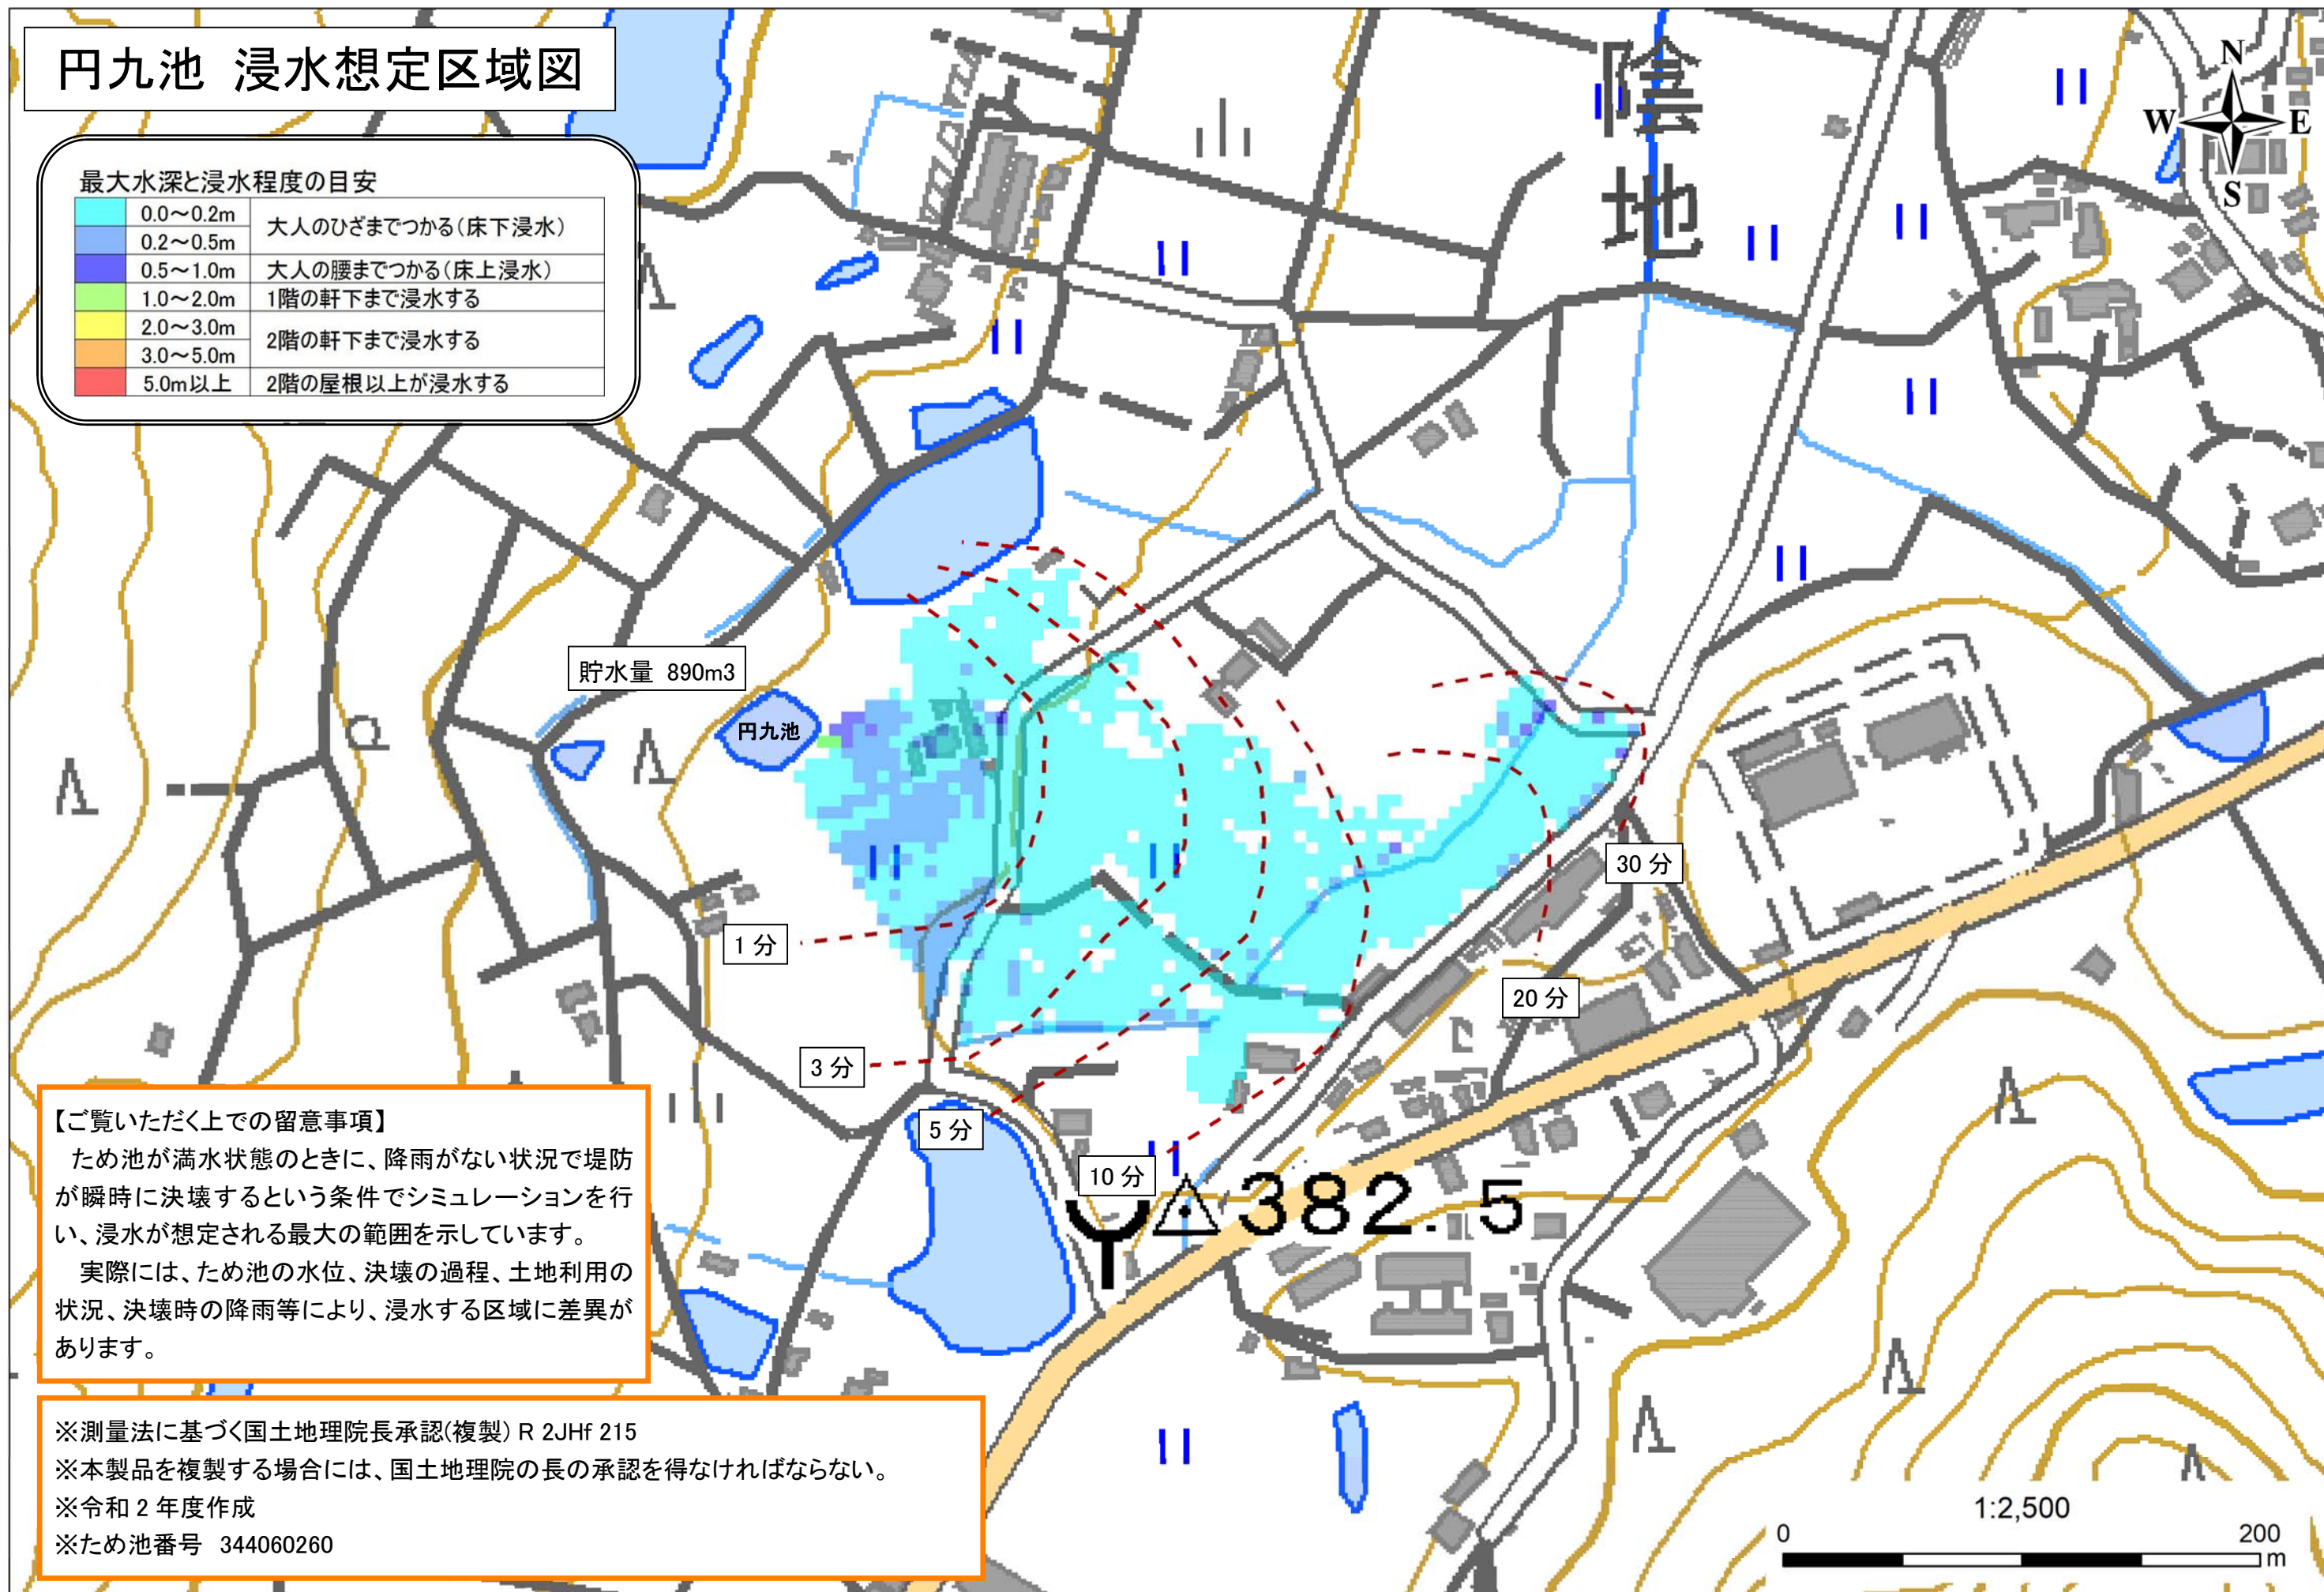 円九池 浸水想定区域図
最大水深と浸水程度の目安
0.0～0.2m
大人のひざまでつかる(床下浸水)
0.2～0.5m
0.5～1.0m 大人の腰までつかる(床上浸水)
1.0～2.0m 1階の軒下まで浸水する
2.0～3.0m
2階の軒下まで浸水する
3.0～5.0m
5.0m以上 2階の屋根以上が浸水する
陰地
N
W E
S
貯水量 890m3
円九池
1 分
3 分
5 分
10 分
20 分
30 分
382.5
【ご覧いただく上での留意事項】
ため池が満水状態のときに、降雨がない状況で堤防
が瞬時に決壊するという条件でシミュレーションを行
い、浸水が想定される最大の範囲を示しています。
実際には、ため池の水位、決壊の過程、土地利用の
状況、決壊時の降雨等により、浸水する区域に差異が
あります。
※測量法に基づく国土地理院長承認(複製) R 2JHf 215
※本製品を複製する場合には、国土地理院の長の承認を得なければならない。
※令和 2 年度作成
※ため池番号 344060260
1:2,500
0 200
m